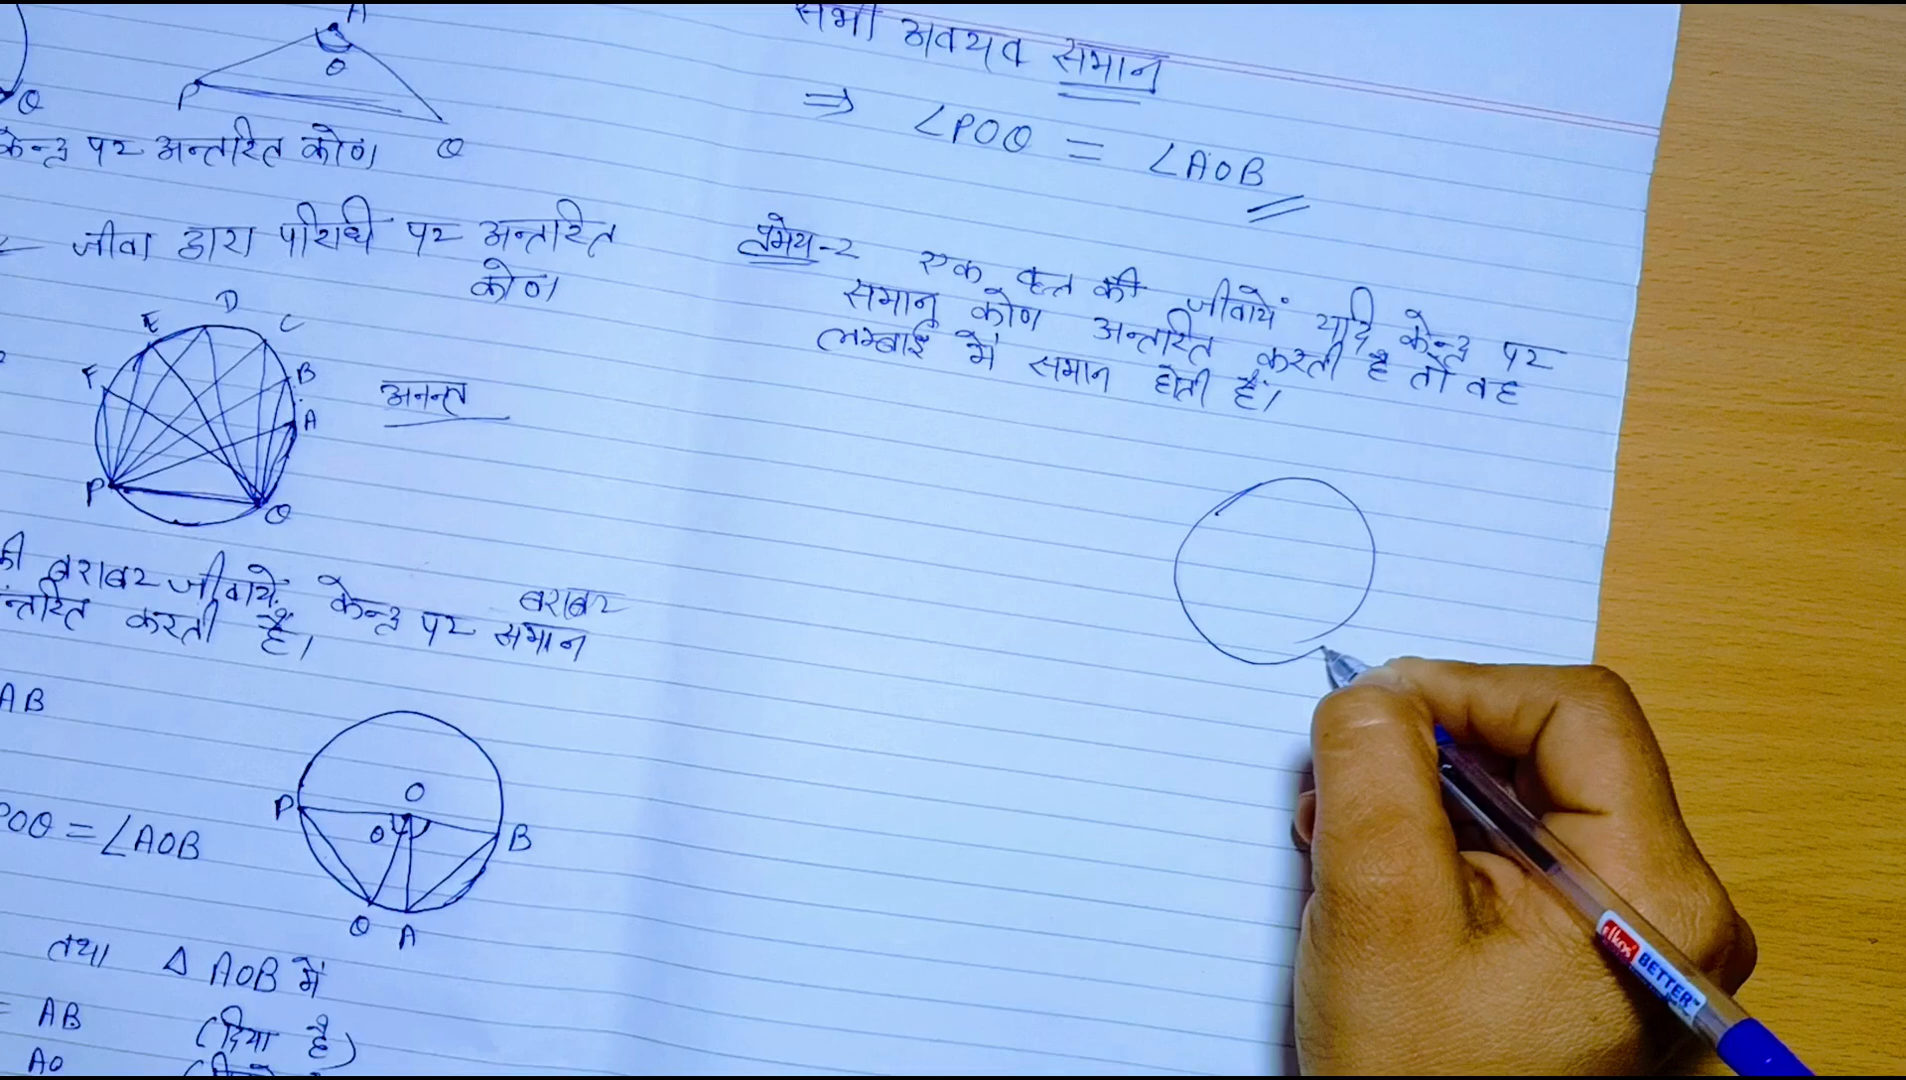 A
O
P
Q
Q
केन्द्र पर अन्तरित कोण
जीवा द्वारा परिधि पर अन्तरित
कोण
D
E
C
F
B
A
P
Q
अनन्त
की बराबर जीवायें केन्द्र पर समान
बराबर
न्तरित करती हैं।
AB
O
P
O
B
Q
A
POQ = ∠AOB
तथा △ AOB में
= AB (दिया है)
AO
सभी अवयव समान
⇒ ∠POQ = ∠AOB
प्रमेय-2 एक वृत्त की जीवायें यदि केन्द्र पर
समान कोण अन्तरित करती है तो वह
लम्बाई में समान होती हैं।
elkos BETTER